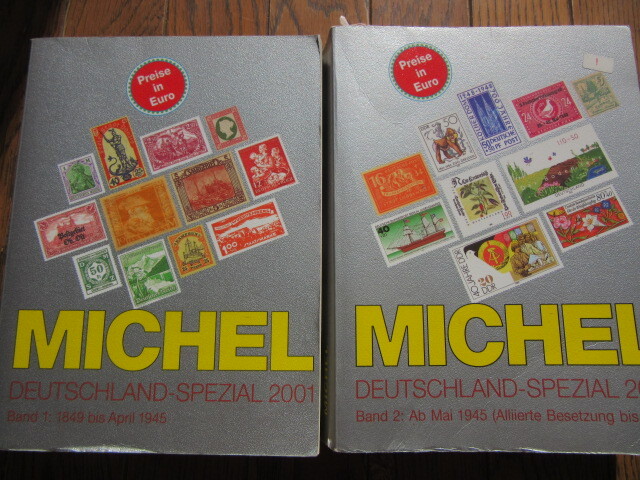 Preise
in
Euro
MICHEL
DEUTSCHLAND-SPEZIAL 2001
Band 1: 1849 bis April 1945
Preise
in
Euro
MICHEL
DEUTSCHLAND-SPEZIAL 20
Band 2: Ab Mai 1945 (Alliierte Besetzung bis